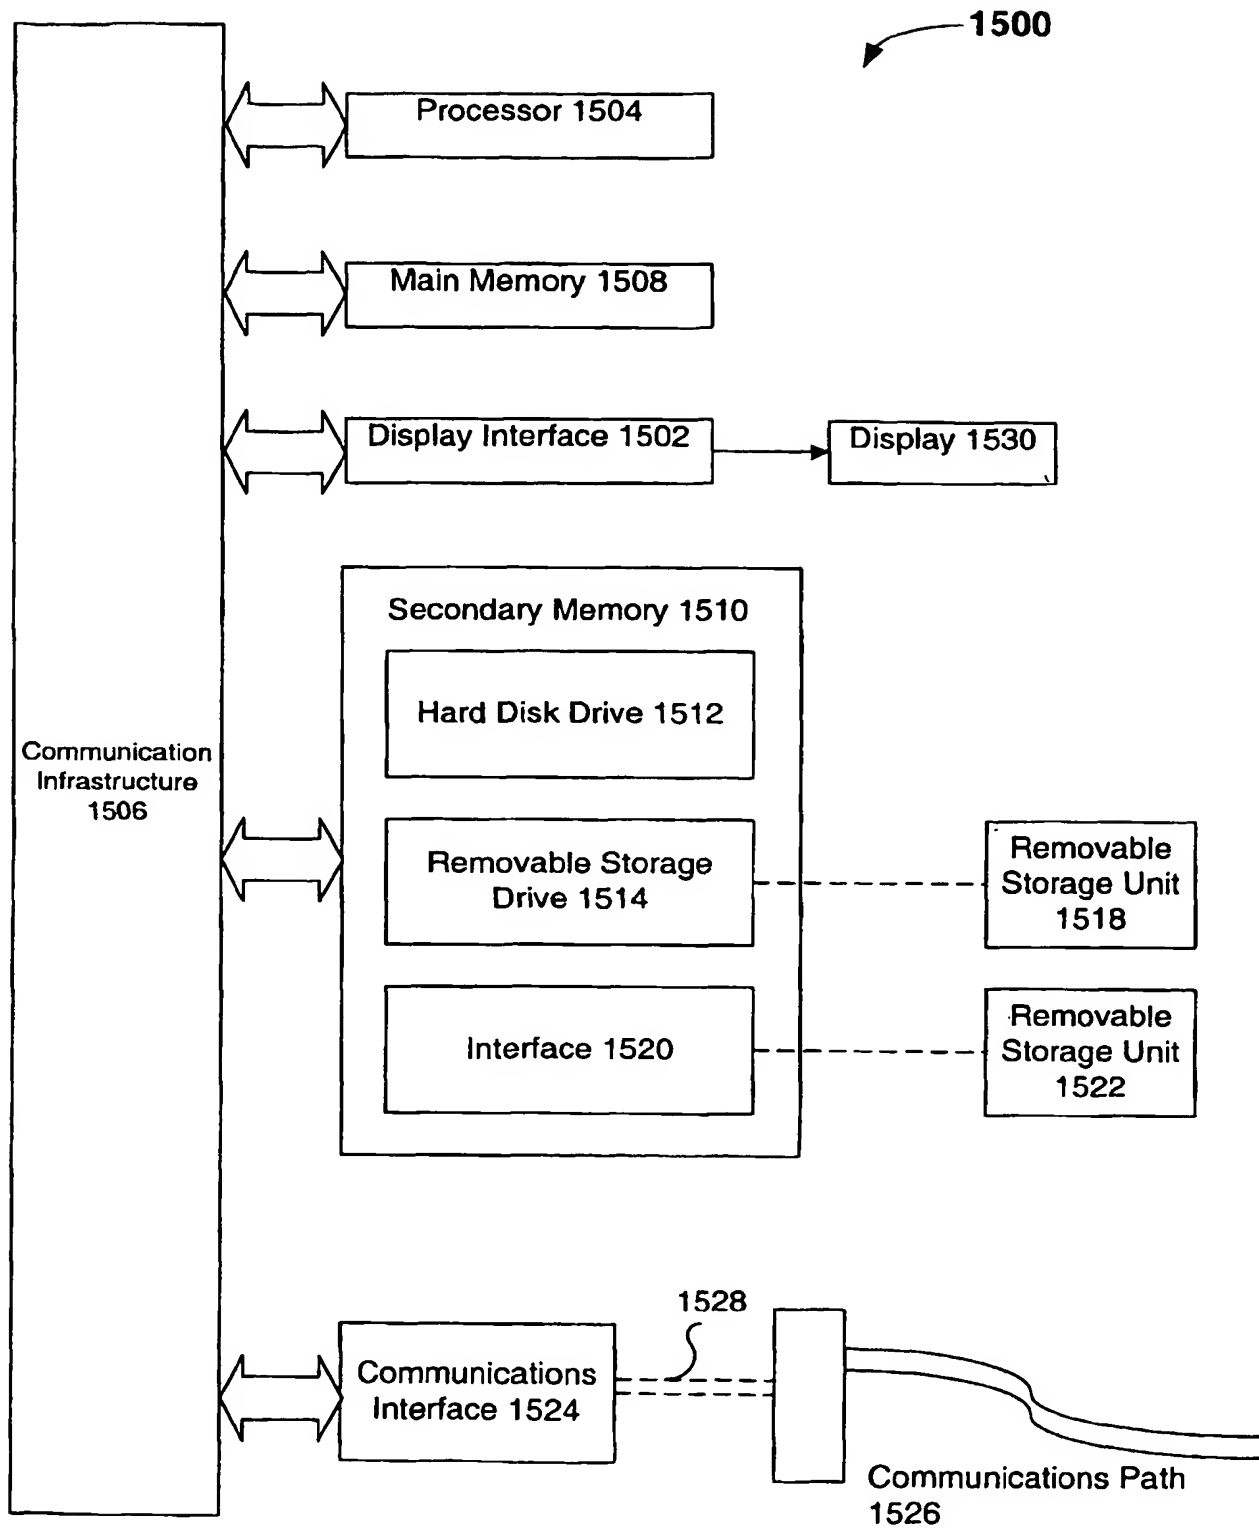 1500
Processor 1504
Main Memory 1508
Display Interface 1502
Display 1530
Secondary Memory 1510
Hard Disk Drive 1512
Communication
Infrastructure
1506
Removable Storage
Drive 1514
Removable
Storage Unit
1518
Interface 1520
Removable
Storage Unit
1522
1528
Communications
Interface 1524
Communications Path
1526